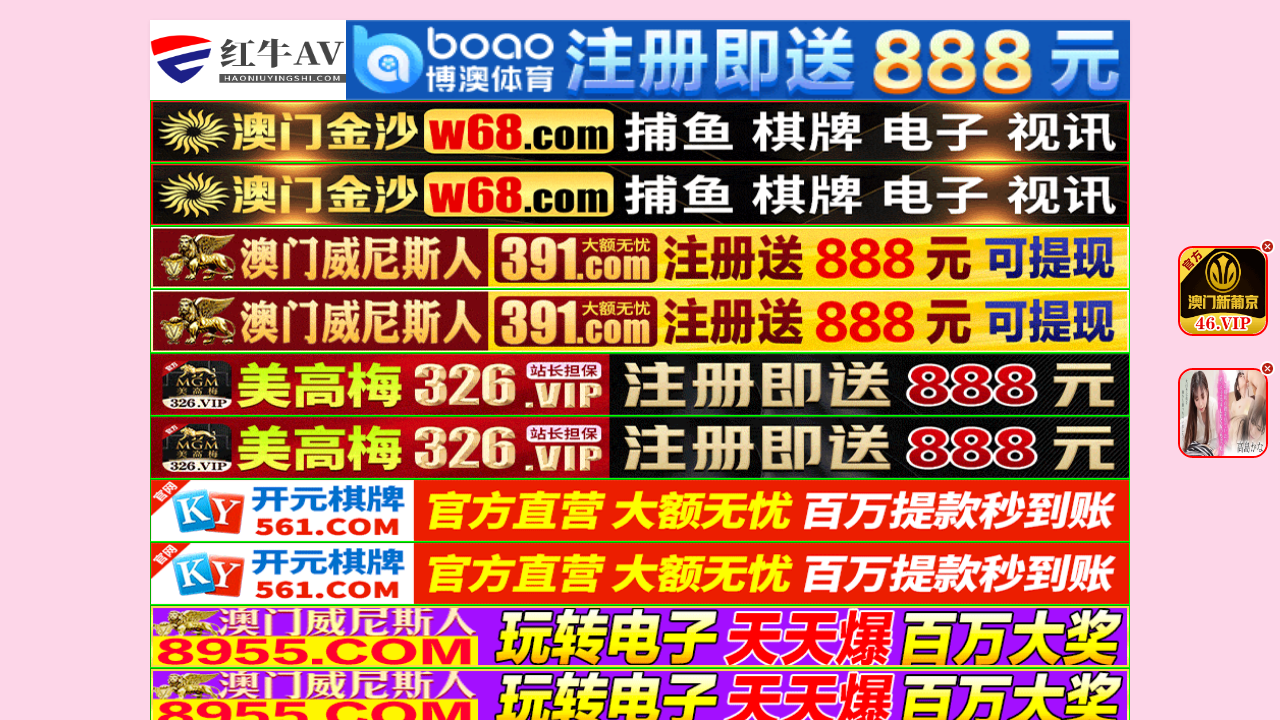 红牛AV
HAONIUYINGSHI.COM
boao
博澳体育
注册即送 888 元
澳门金沙 w68.com 捕鱼 棋牌 电子 视讯
澳门金沙 w68.com 捕鱼 棋牌 电子 视讯
澳门威尼斯人 391.com 大额无忧 注册送 888 元 可提现
澳门威尼斯人 391.com 大额无忧 注册送 888 元 可提现
官方
澳门新葡京
46.VIP
官方 MGM 美高梅 326.VIP 美高梅 326.VIP 站长担保 注册即送 888 元
高高かな
官方 MGM 美高梅 326.VIP 美高梅 326.VIP 站长担保 注册即送 888 元
官网 KY 开元棋牌 561.COM 官方直营 大额无忧 百万提款秒到账
官网 KY 开元棋牌 561.COM 官方直营 大额无忧 百万提款秒到账
澳门威尼斯人
8955.COM
玩转电子 天天爆 百万大奖
澳门威尼斯人
8955.COM
玩转电子 天天爆 百万大奖